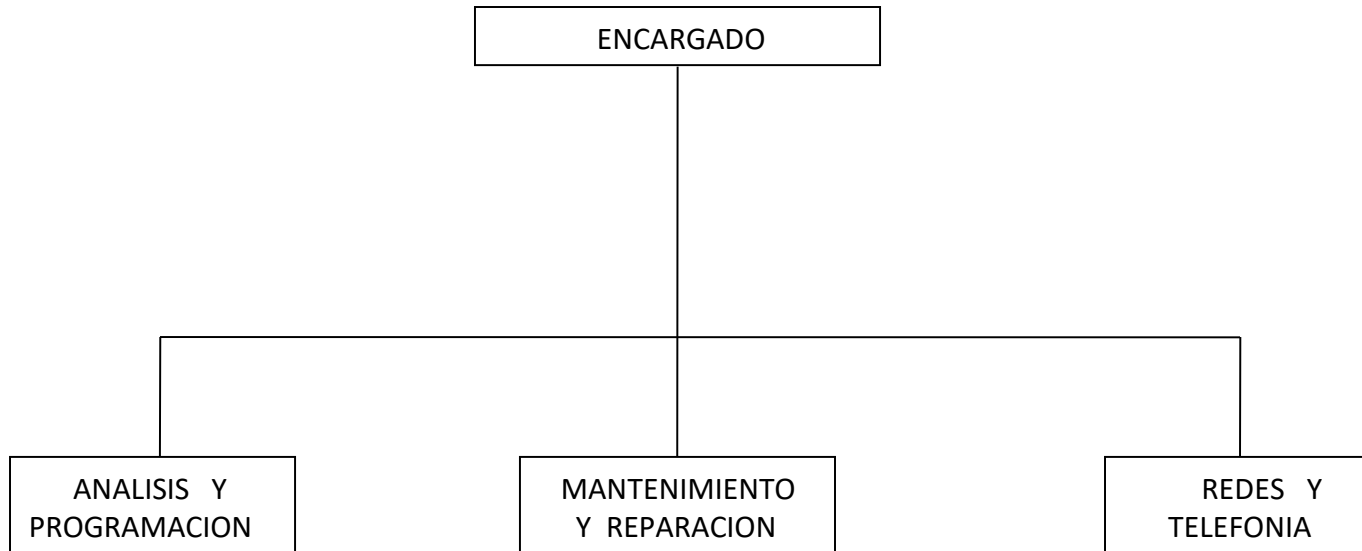 ENCARGADO
ANALISIS Y
PROGRAMACION
MANTENIMIENTO
Y REPARACION
REDES Y
TELEFONIA